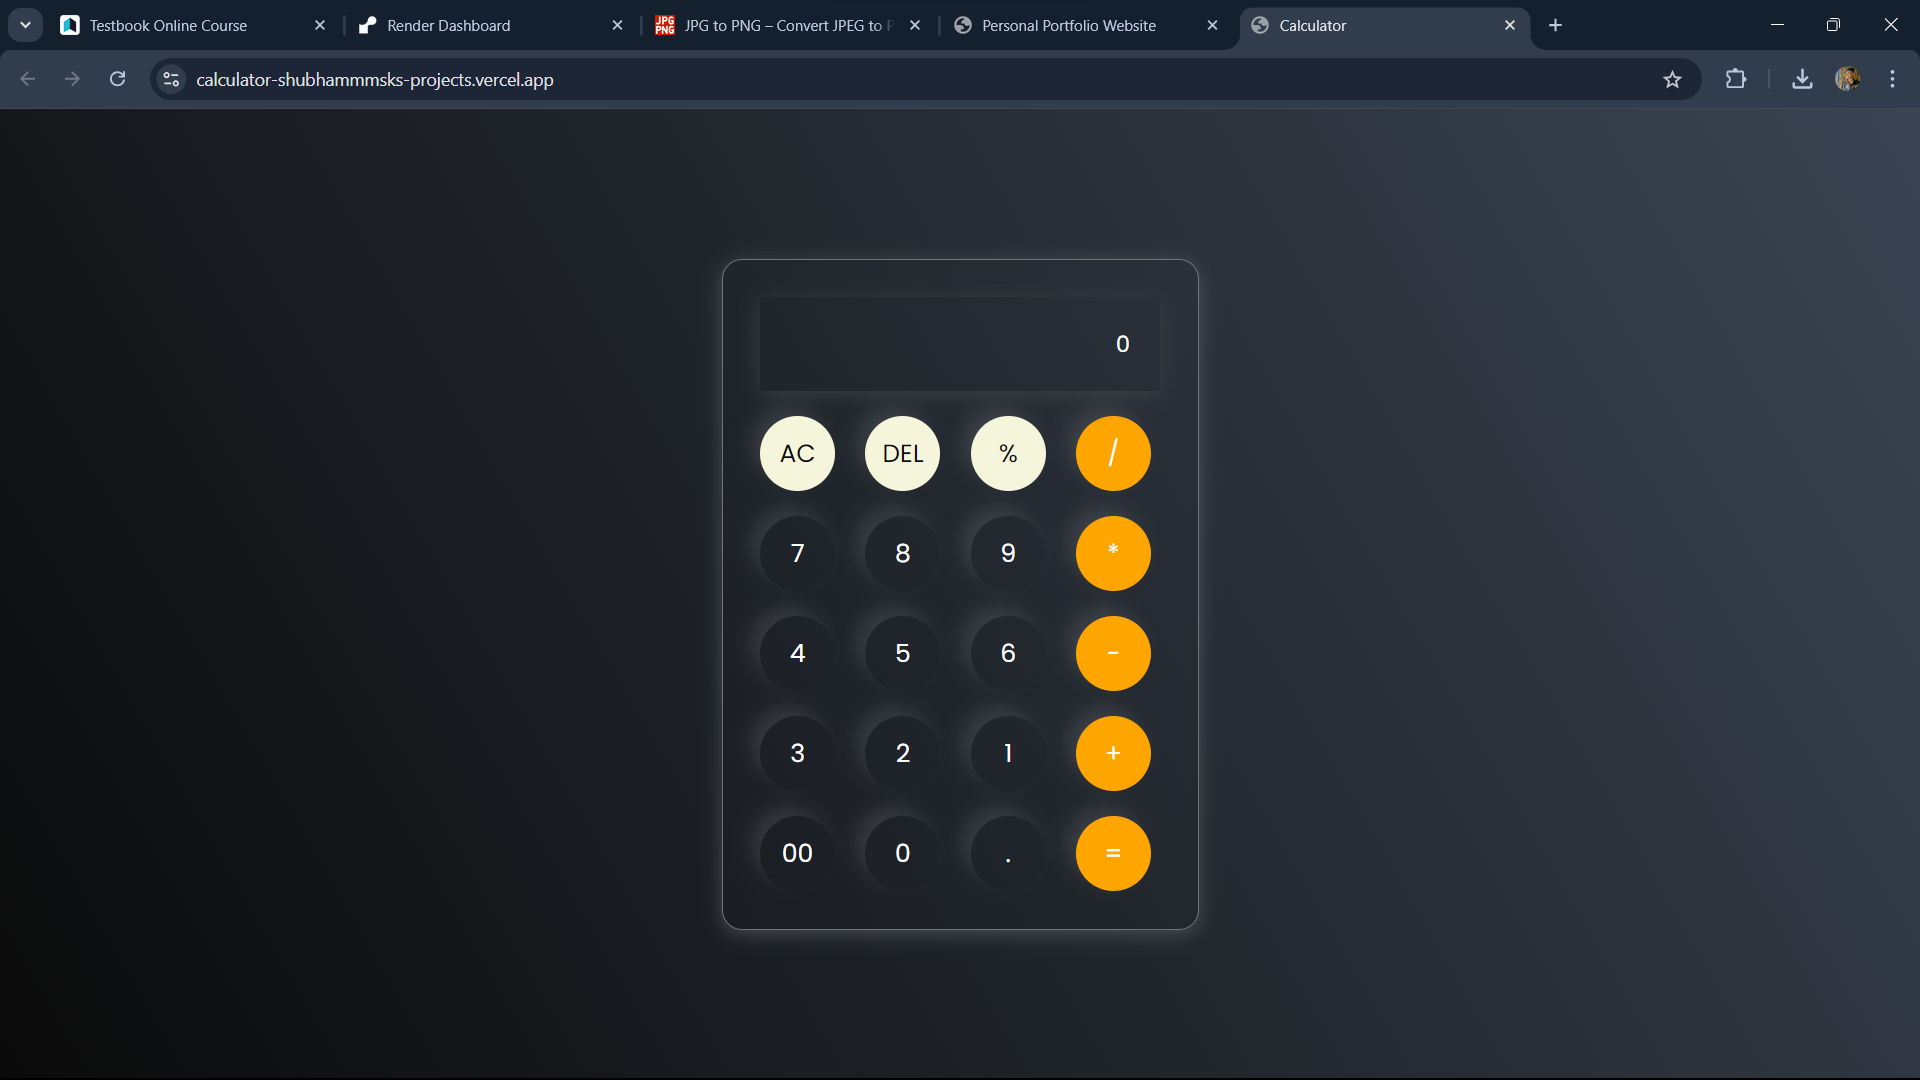 Testbook Online Course
Render Dashboard
JPG PNG
JPG to PNG – Convert JPEG to P
Personal Portfolio Website
Calculator
calculator-shubhammmsks-projects.vercel.app
0
AC DEL % /
7 8 9 *
4 5 6 -
3 2 1 +
00 0 . =